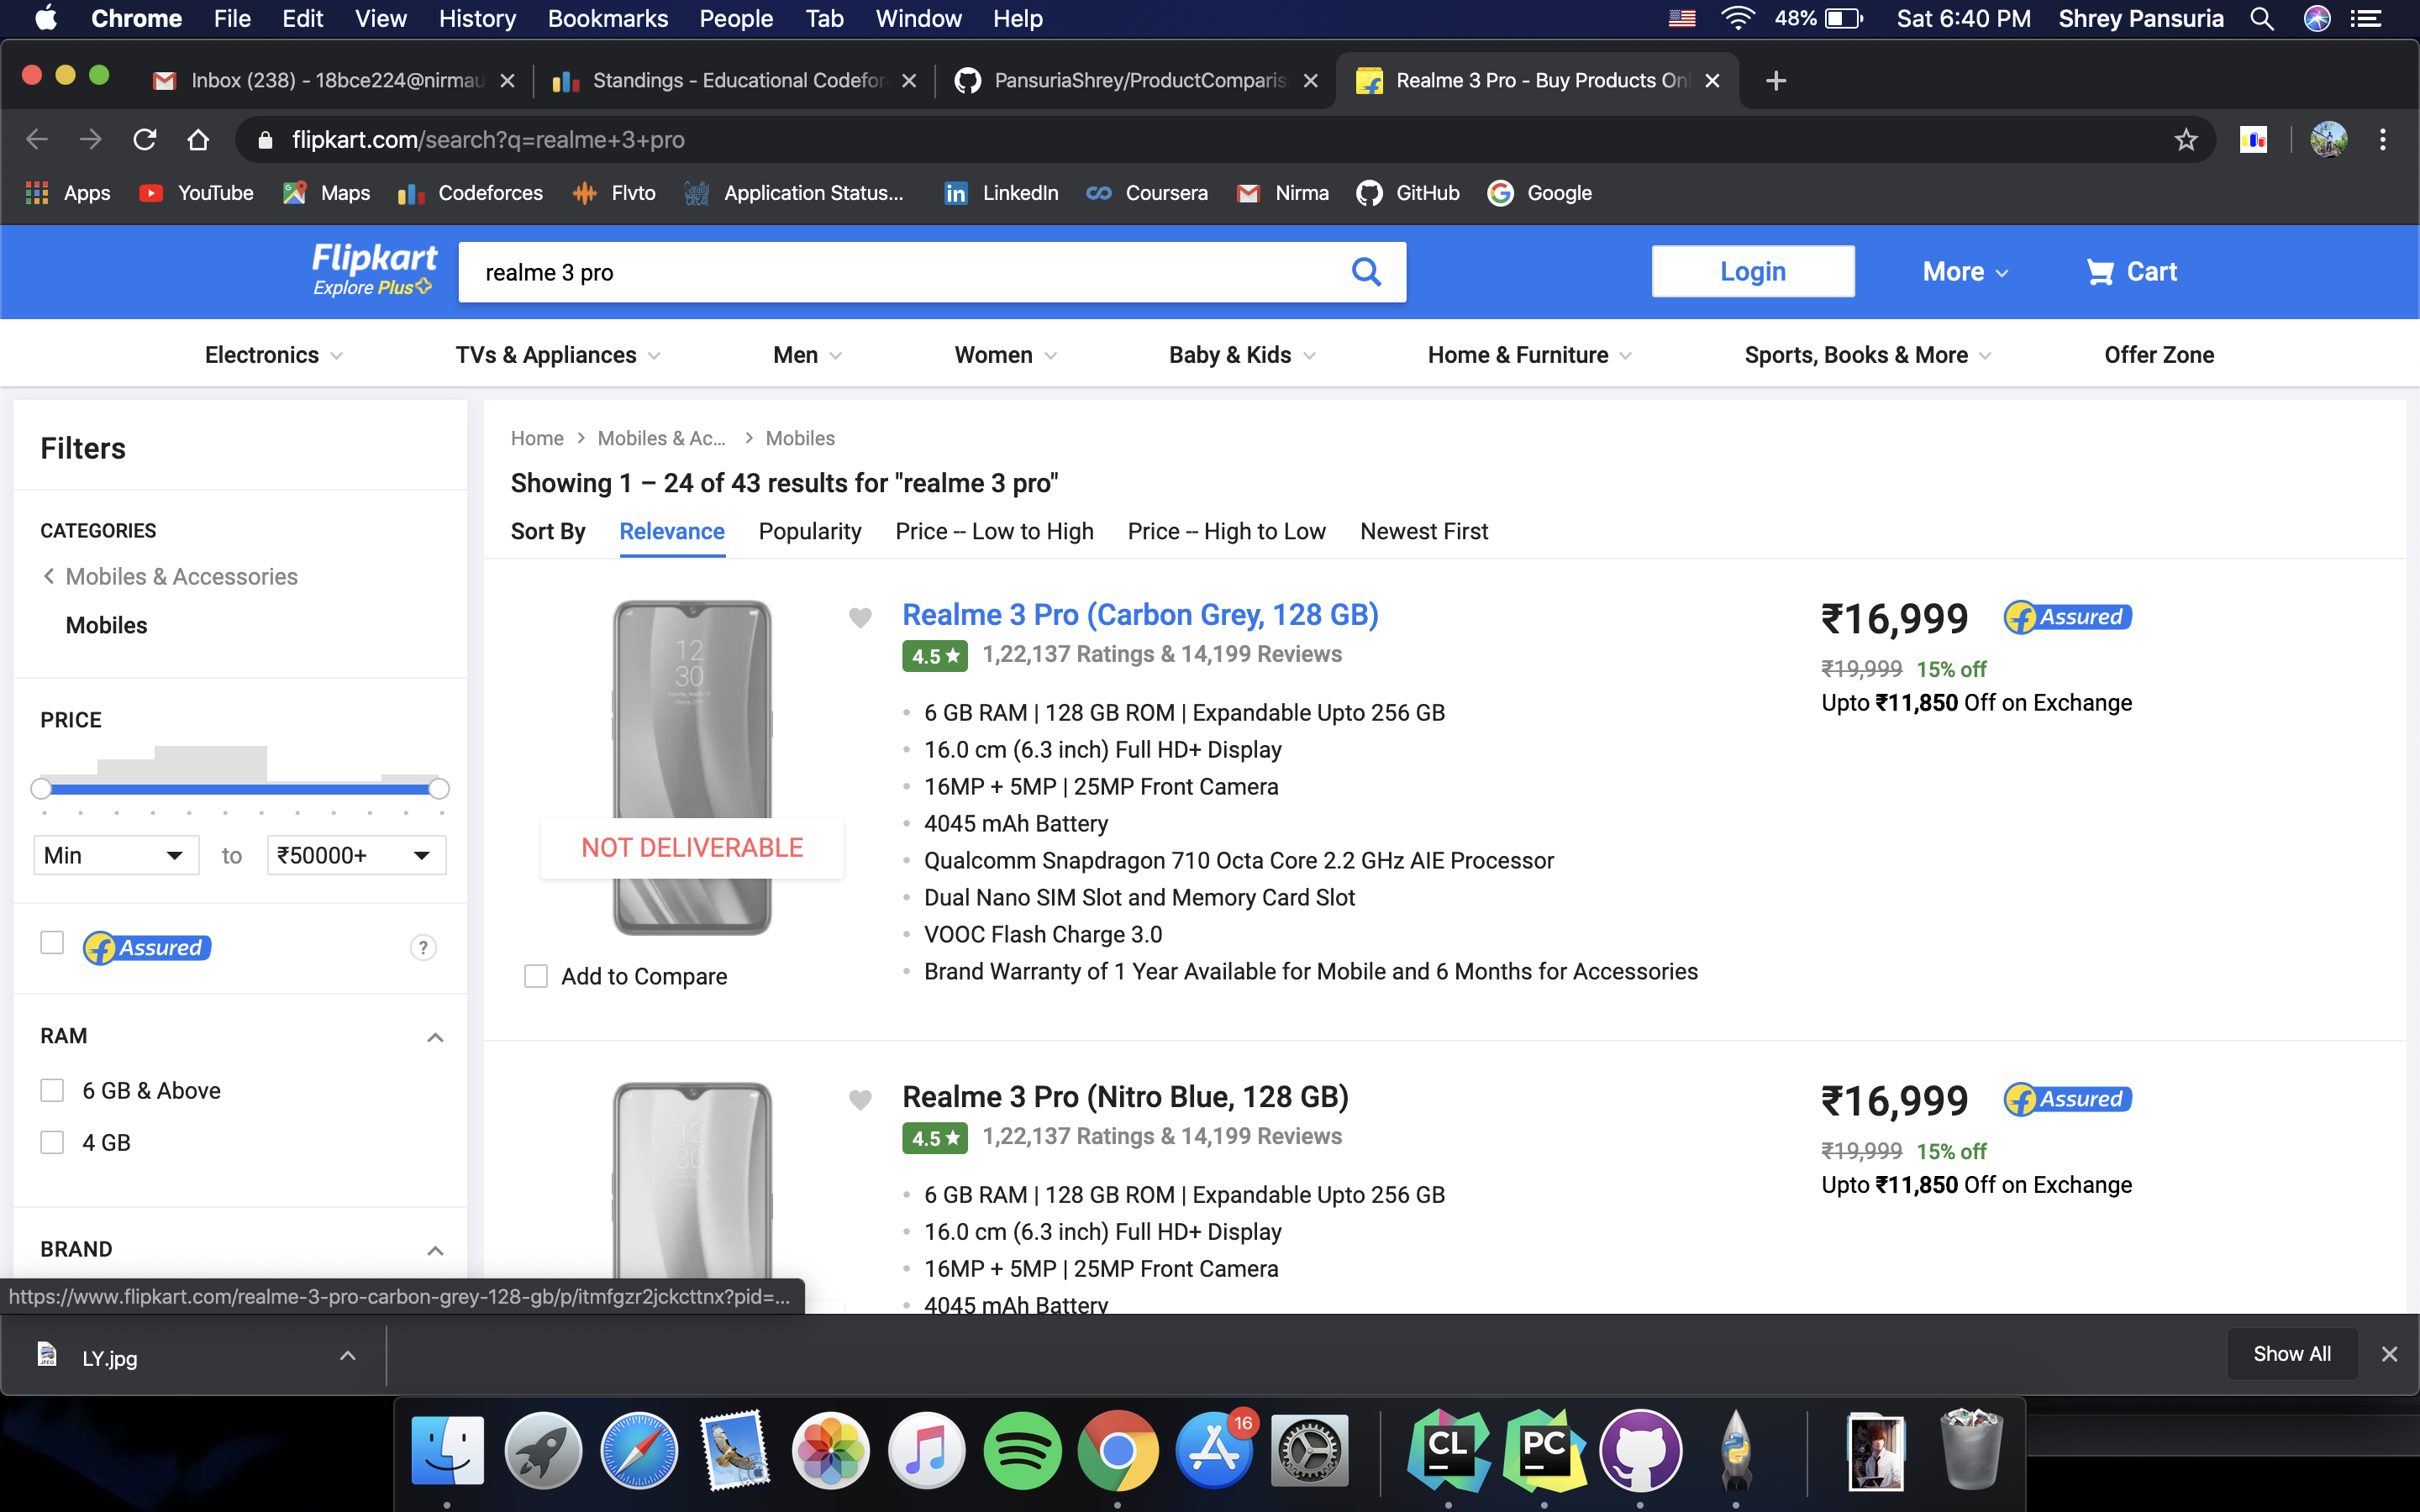 Chrome File Edit View History Bookmarks People Tab Window Help 48% Sat 6:40 PM Shrey Pansuria
Inbox (238) - 18bce224@nirmau Standings - Educational Codefor PansuriaShrey/ProductComparis Realme 3 Pro - Buy Products Onl
flipkart.com/search?q=realme+3+pro
Apps YouTube Maps Codeforces Flvto Application Status... LinkedIn Coursera Nirma GitHub Google
Flipkart
Explore Plus
realme 3 pro
Login More Cart
Electronics TVs & Appliances Men Women Baby & Kids Home & Furniture Sports, Books & More Offer Zone
Filters
CATEGORIES
Mobiles & Accessories
Mobiles
PRICE
Min to ₹50000+
Assured ?
RAM
6 GB & Above
4 GB
BRAND
Home > Mobiles & Ac... > Mobiles
Showing 1 – 24 of 43 results for "realme 3 pro"
Sort By Relevance Popularity Price -- Low to High Price -- High to Low Newest First
12
30
NOT DELIVERABLE
Add to Compare
Realme 3 Pro (Carbon Grey, 128 GB)
4.5★ 1,22,137 Ratings & 14,199 Reviews
6 GB RAM | 128 GB ROM | Expandable Upto 256 GB
16.0 cm (6.3 inch) Full HD+ Display
16MP + 5MP | 25MP Front Camera
4045 mAh Battery
Qualcomm Snapdragon 710 Octa Core 2.2 GHz AIE Processor
Dual Nano SIM Slot and Memory Card Slot
VOOC Flash Charge 3.0
Brand Warranty of 1 Year Available for Mobile and 6 Months for Accessories
₹16,999 Assured
₹19,999 15% off
Upto ₹11,850 Off on Exchange
12
30
Realme 3 Pro (Nitro Blue, 128 GB)
4.5★ 1,22,137 Ratings & 14,199 Reviews
6 GB RAM | 128 GB ROM | Expandable Upto 256 GB
16.0 cm (6.3 inch) Full HD+ Display
16MP + 5MP | 25MP Front Camera
4045 mAh Battery
₹16,999 Assured
₹19,999 15% off
Upto ₹11,850 Off on Exchange
https://www.flipkart.com/realme-3-pro-carbon-grey-128-gb/p/itmfgzr2jckcttnx?pid=...
JPEG LY.jpg Show All
16 CL PC